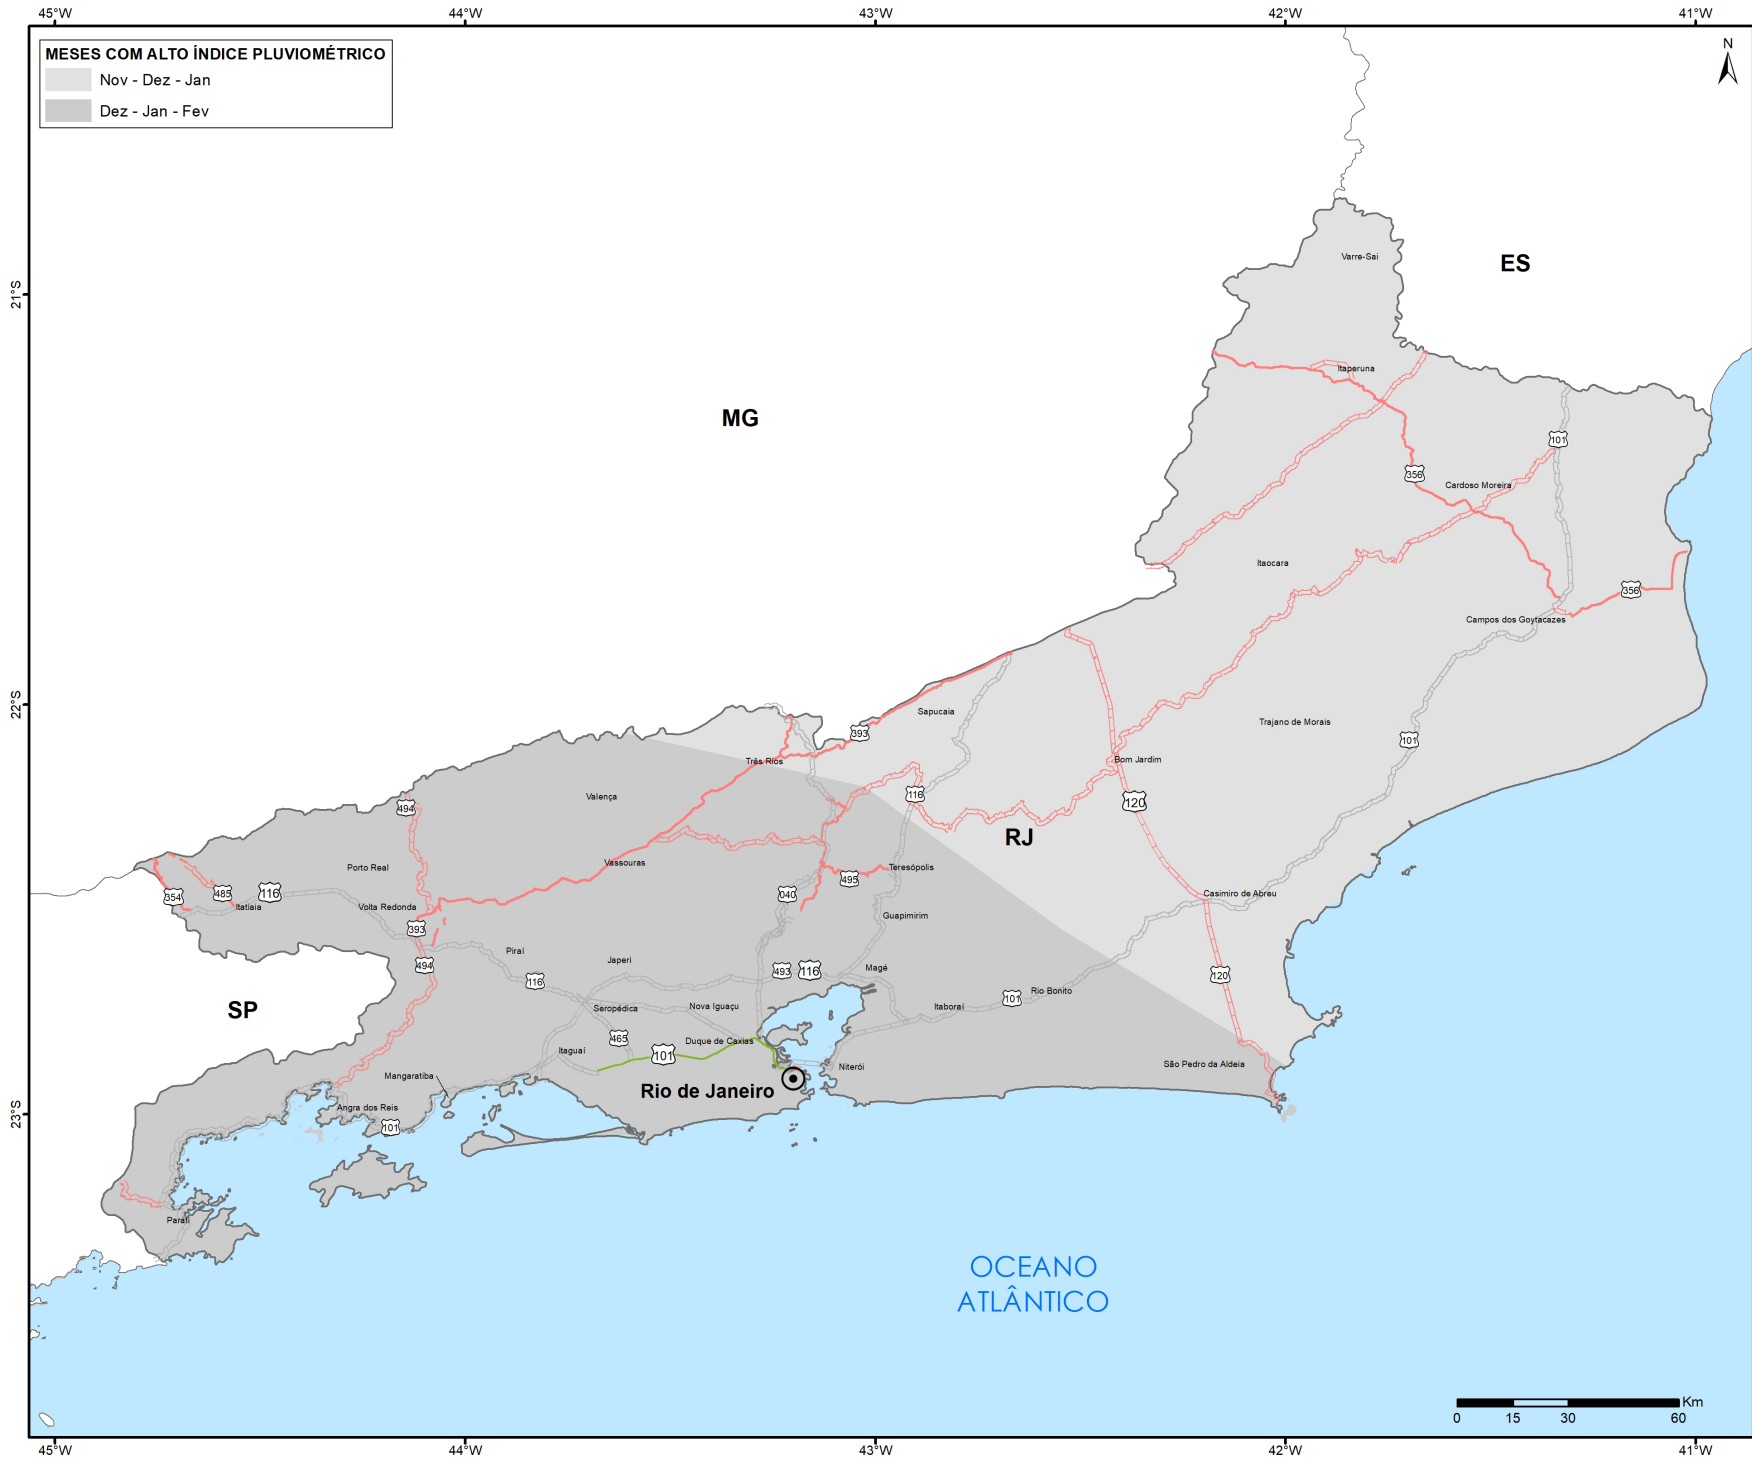 45°W 44°W 43°W 42°W 41°W
MESES COM ALTO ÍNDICE PLUVIOMÉTRICO
Nov - Dez - Jan
Dez - Jan - Fev
N
Varre-Sai
ES
21°S
Itaperuna
MG
101
356
Cardoso Moreira
Itaocara
356
Campos dos Goytacazes
22°S
Sapucaia
Trajano de Morais
393
101
Três Rios
Bom Jardim
Valença
116
120
494
RJ
Vassouras
Porto Real
Teresópolis
495
354
485
116
040
Casimiro de Abreu
Itatiaia
Volta Redonda
Guapimirim
393
Piraí
Japeri
494
493
116
Magé
120
116
Rio Bonito
101
SP
Seropédica
Nova Iguaçu
Itaboraí
465
Duque de Caxias
Itaguaí
101
Niterói
São Pedro da Aldeia
Mangaratiba
Rio de Janeiro
Angra dos Reis
23°S
101
Parati
OCEANO
ATLÂNTICO
Km
0 15 30 60
45°W 44°W 43°W 42°W 41°W